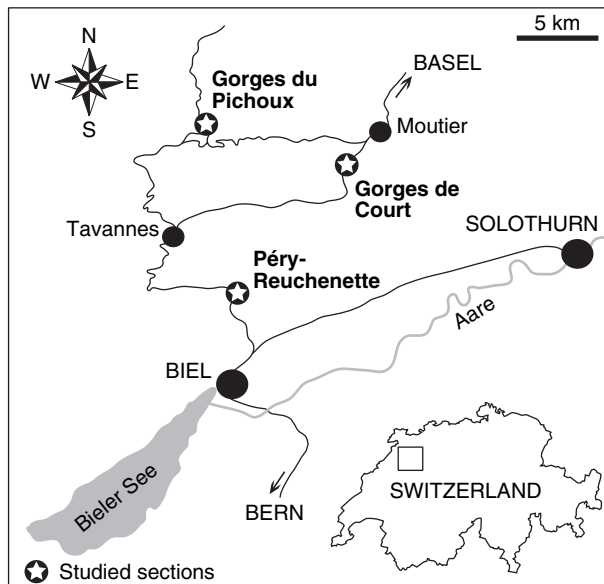 N
W E
S
5 km
BASEL
Gorges du
Pichoux
Moutier
Gorges de
Court
SOLOTHURN
Tavannes
Péry-
Reuchenette
Aare
BIEL
Bieler See
BERN
SWITZERLAND
Studied sections